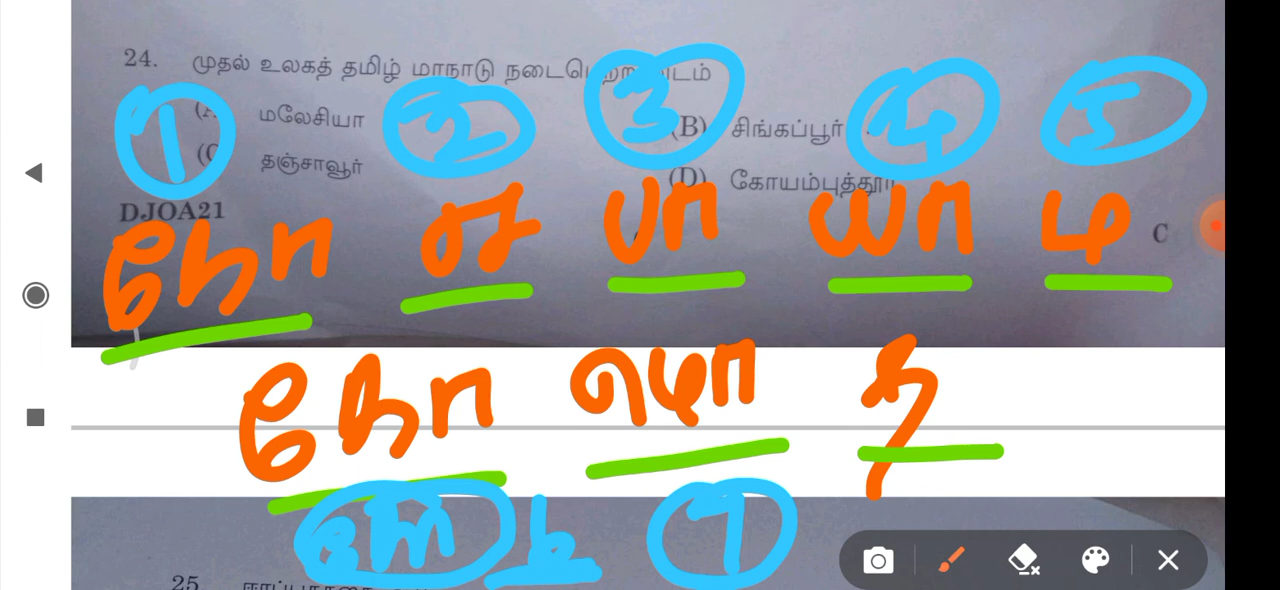 24. முதல் உலகத் தமிழ் மாநாடு நடைபெற்ற இடம்
(A) மலேசியா (B) சிங்கப்பூர்
(C) தஞ்சாவூர் (D) கோயம்புத்தூர்
1 2 3 4 5
DJOA21 C
கோ ச பா யா டி
கோ மொ த
7
25.